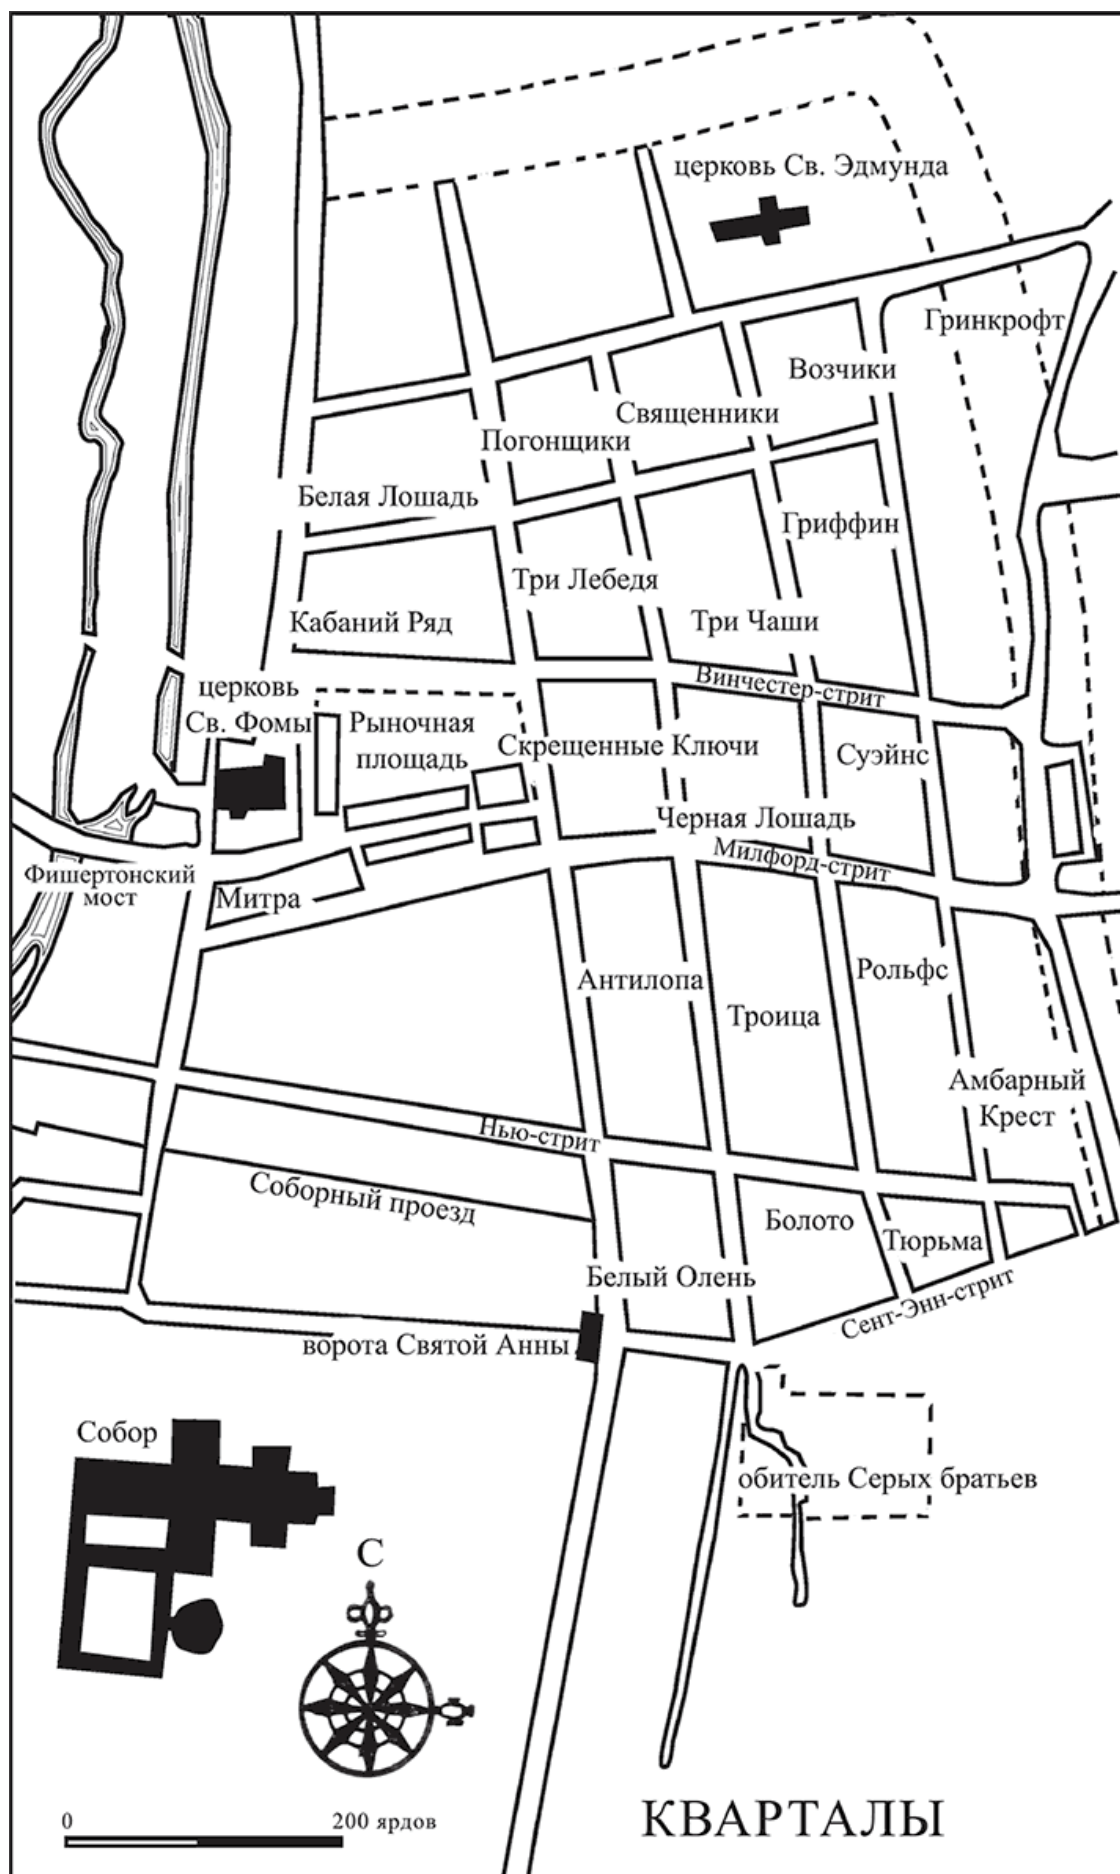 церковь Св. Эдмунда
Гринкрофт
Возчики
Священники
Погонщики
Белая Лошадь
Гриффин
Три Лебедя
Кабаний Ряд
Три Чаши
Винчестер-стрит
церковь
Св. Фомы
Рыночная
площадь
Скрещенные Ключи
Суэйнс
Черная Лошадь
Милфорд-стрит
Фишертонский
мост
Митра
Антилопа
Рольфс
Троица
Амбарный
Крест
Нью-стрит
Соборный проезд
Болото
Тюрьма
Белый Олень
Сент-Энн-стрит
ворота Святой Анны
Собор
обитель Серых братьев
С
0 200 ярдов
КВАРТАЛЫ